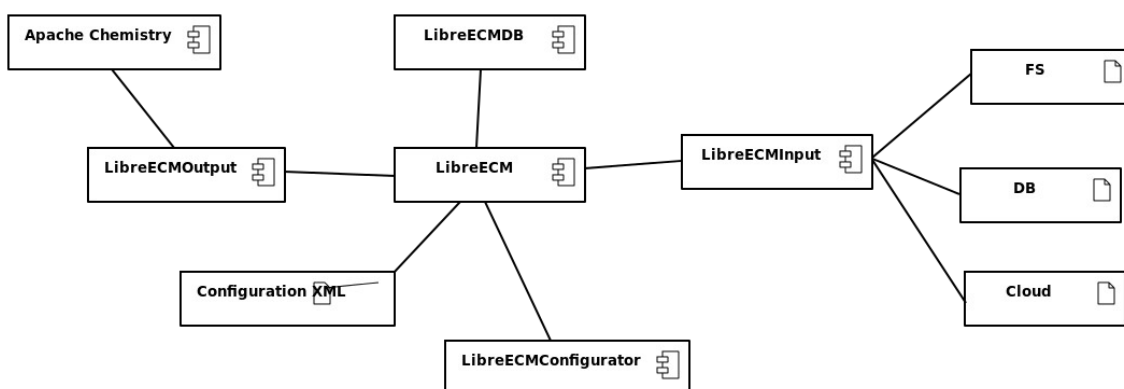 Apache Chemistry
LibreECMDB
FS
LibreECMOutput
LibreECM
LibreECMInput
DB
Configuration XML
Cloud
LibreECMConfigurator